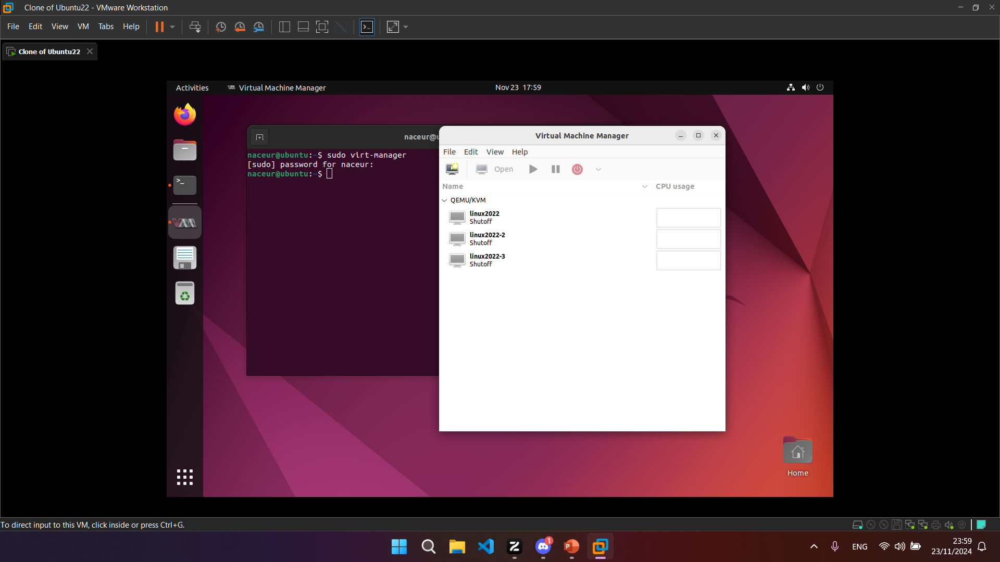 Clone of Ubuntu22 - VMware Workstation
File Edit View VM Tabs Help
Clone of Ubuntu22
Activities Virtual Machine Manager Nov 23 17:59
naceur@u
naceur@ubuntu:~$ sudo virt-manager
[sudo] password for naceur:
naceur@ubuntu:~$
Virtual Machine Manager
File Edit View Help
Open
Name CPU usage
QEMU/KVM
linux2022
Shutoff
linux2022-2
Shutoff
linux2022-3
Shutoff
Home
To direct input to this VM, click inside or press Ctrl+G.
1
ENG
23:59
23/11/2024